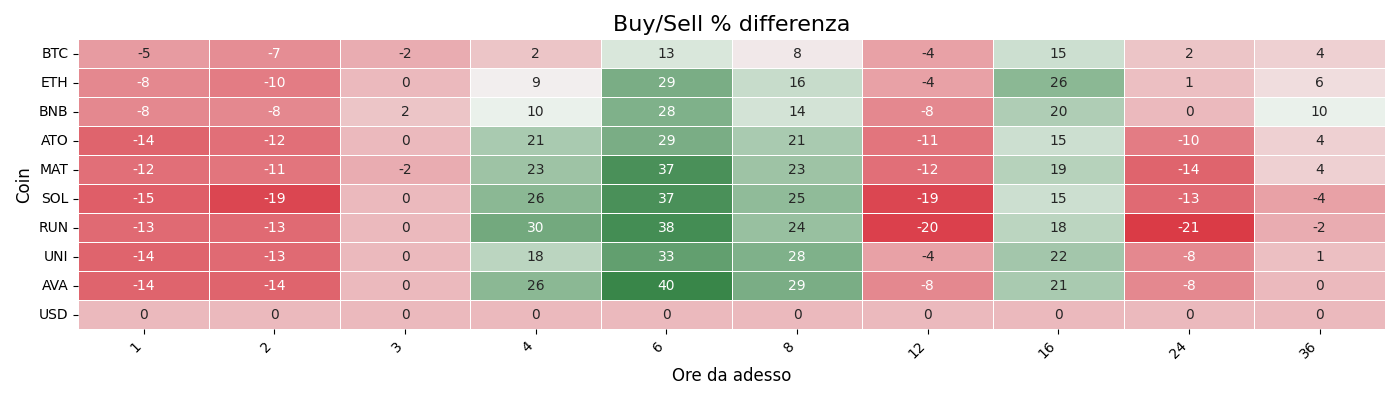 Buy/Sell % differenza
Coin
BTC -5 -7 -2 2 13 8 -4 15 2 4
ETH -8 -10 0 9 29 16 -4 26 1 6
BNB -8 -8 2 10 28 14 -8 20 0 10
ATO -14 -12 0 21 29 21 -11 15 -10 4
MAT -12 -11 -2 23 37 23 -12 19 -14 4
SOL -15 -19 0 26 37 25 -19 15 -13 -4
RUN -13 -13 0 30 38 24 -20 18 -21 -2
UNI -14 -13 0 18 33 28 -4 22 -8 1
AVA -14 -14 0 26 40 29 -8 21 -8 0
USD 0 0 0 0 0 0 0 0 0 0
1 2 3 4 6 8 12 16 24 36
Ore da adesso